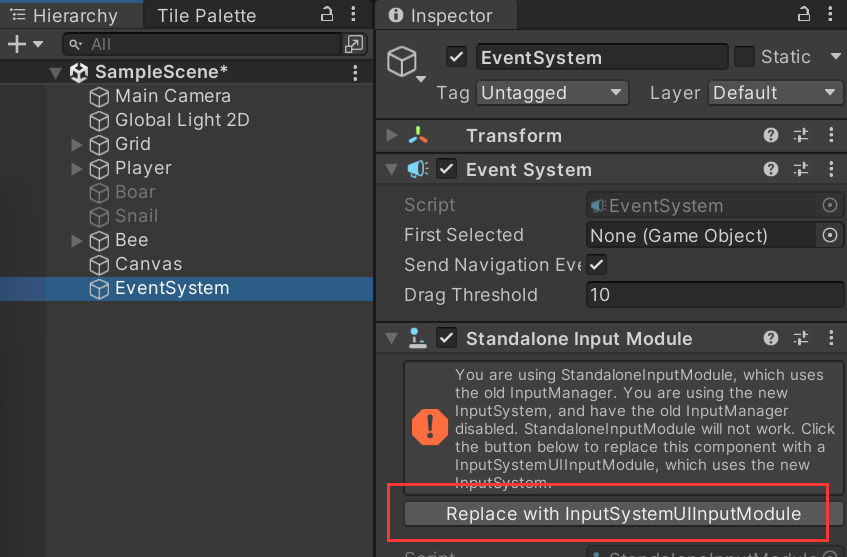 Hierarchy
Tile Palette
All
SampleScene*
Main Camera
Global Light 2D
Grid
Player
Boar
Snail
Bee
Canvas
EventSystem
Inspector
EventSystem
Static
Tag Untagged Layer Default
Transform
Event System
Script EventSystem
First Selected None (Game Object)
Send Navigation Eve
Drag Threshold 10
Standalone Input Module
You are using StandaloneInputModule, which uses
the old InputManager. You are using the new
InputSystem, and have the old InputManager
disabled. StandaloneInputModule will not work. Click
the button below to replace this component with a
InputSystemUIInputModule, which uses the new
InputSystem.
Replace with InputSystemUIInputModule
Script StandaloneInputModule